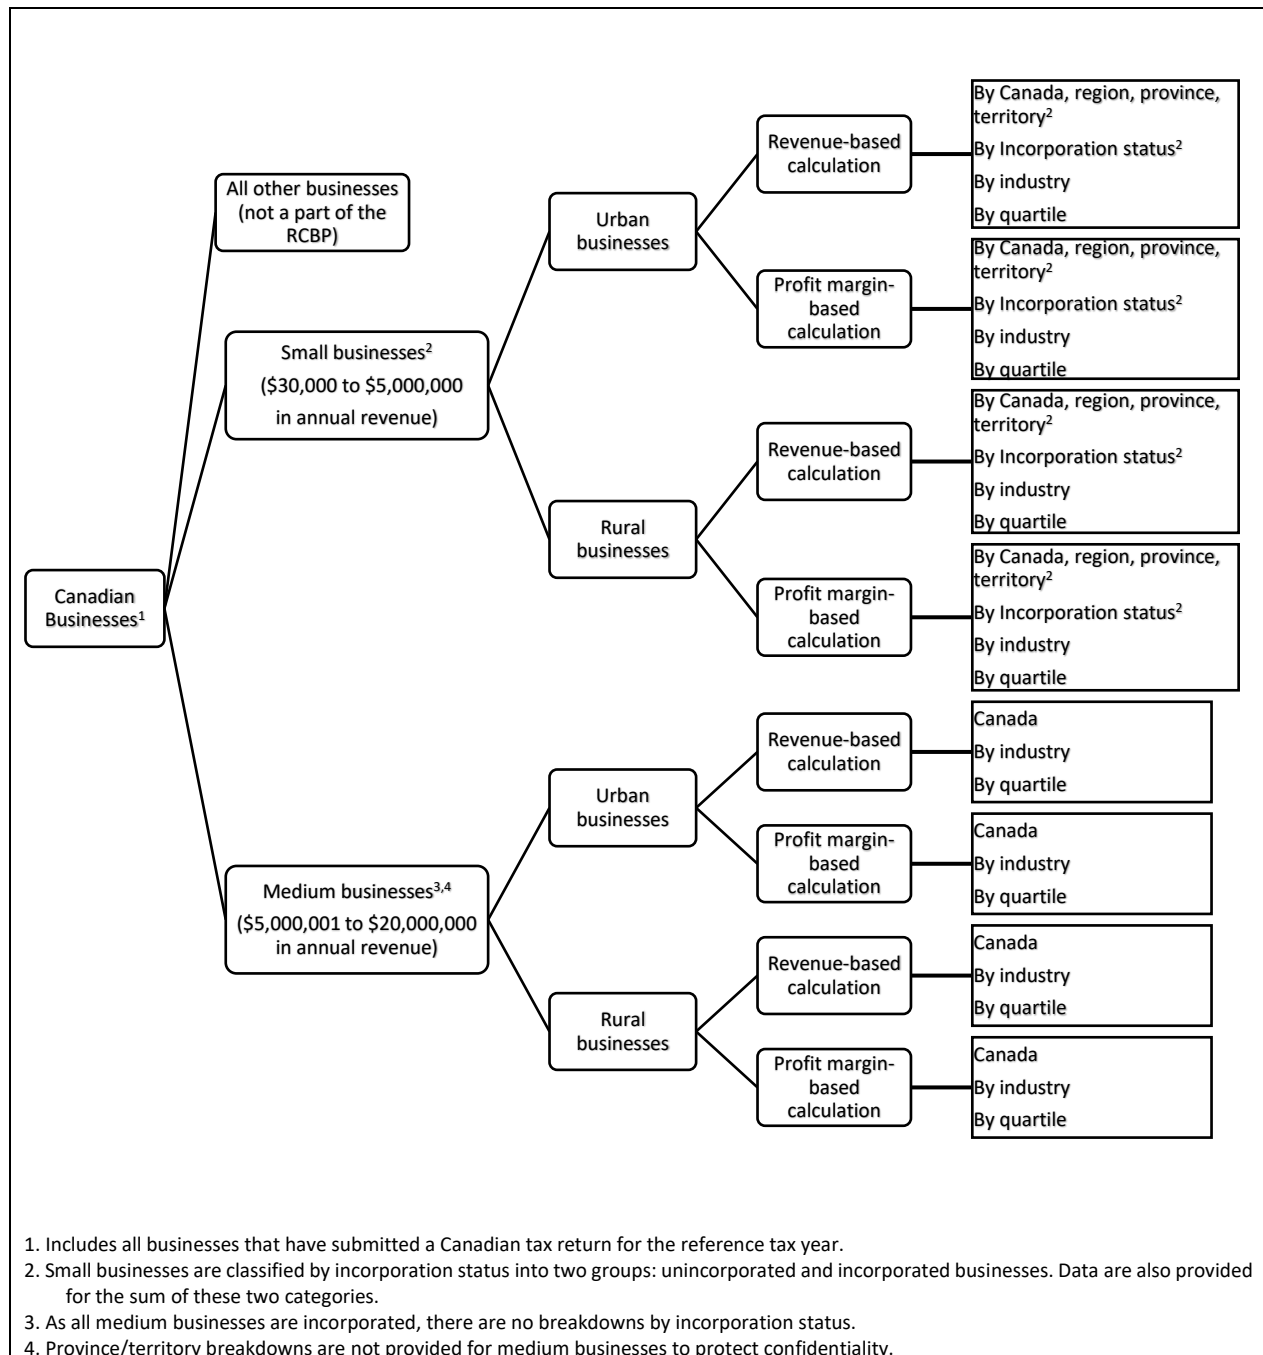 All other businesses
(not a part of the
RCBP)
Canadian
Businesses¹
Small businesses²
($30,000 to $5,000,000
in annual revenue)
Urban
businesses
Revenue-based
calculation
By Canada, region, province,
territory²
By Incorporation status²
By industry
By quartile
Profit margin-
based
calculation
By Canada, region, province,
territory²
By Incorporation status²
By industry
By quartile
Rural
businesses
Revenue-based
calculation
By Canada, region, province,
territory²
By Incorporation status²
By industry
By quartile
Profit margin-
based
calculation
By Canada, region, province,
territory²
By Incorporation status²
By industry
By quartile
Medium businesses³,⁴
($5,000,001 to $20,000,000
in annual revenue)
Urban
businesses
Revenue-based
calculation
Canada
By industry
By quartile
Profit margin-
based
calculation
Canada
By industry
By quartile
Rural
businesses
Revenue-based
calculation
Canada
By industry
By quartile
Profit margin-
based
calculation
Canada
By industry
By quartile
1. Includes all businesses that have submitted a Canadian tax return for the reference tax year.
2. Small businesses are classified by incorporation status into two groups: unincorporated and incorporated businesses. Data are also provided
for the sum of these two categories.
3. As all medium businesses are incorporated, there are no breakdowns by incorporation status.
4. Province/territory breakdowns are not provided for medium businesses to protect confidentiality.